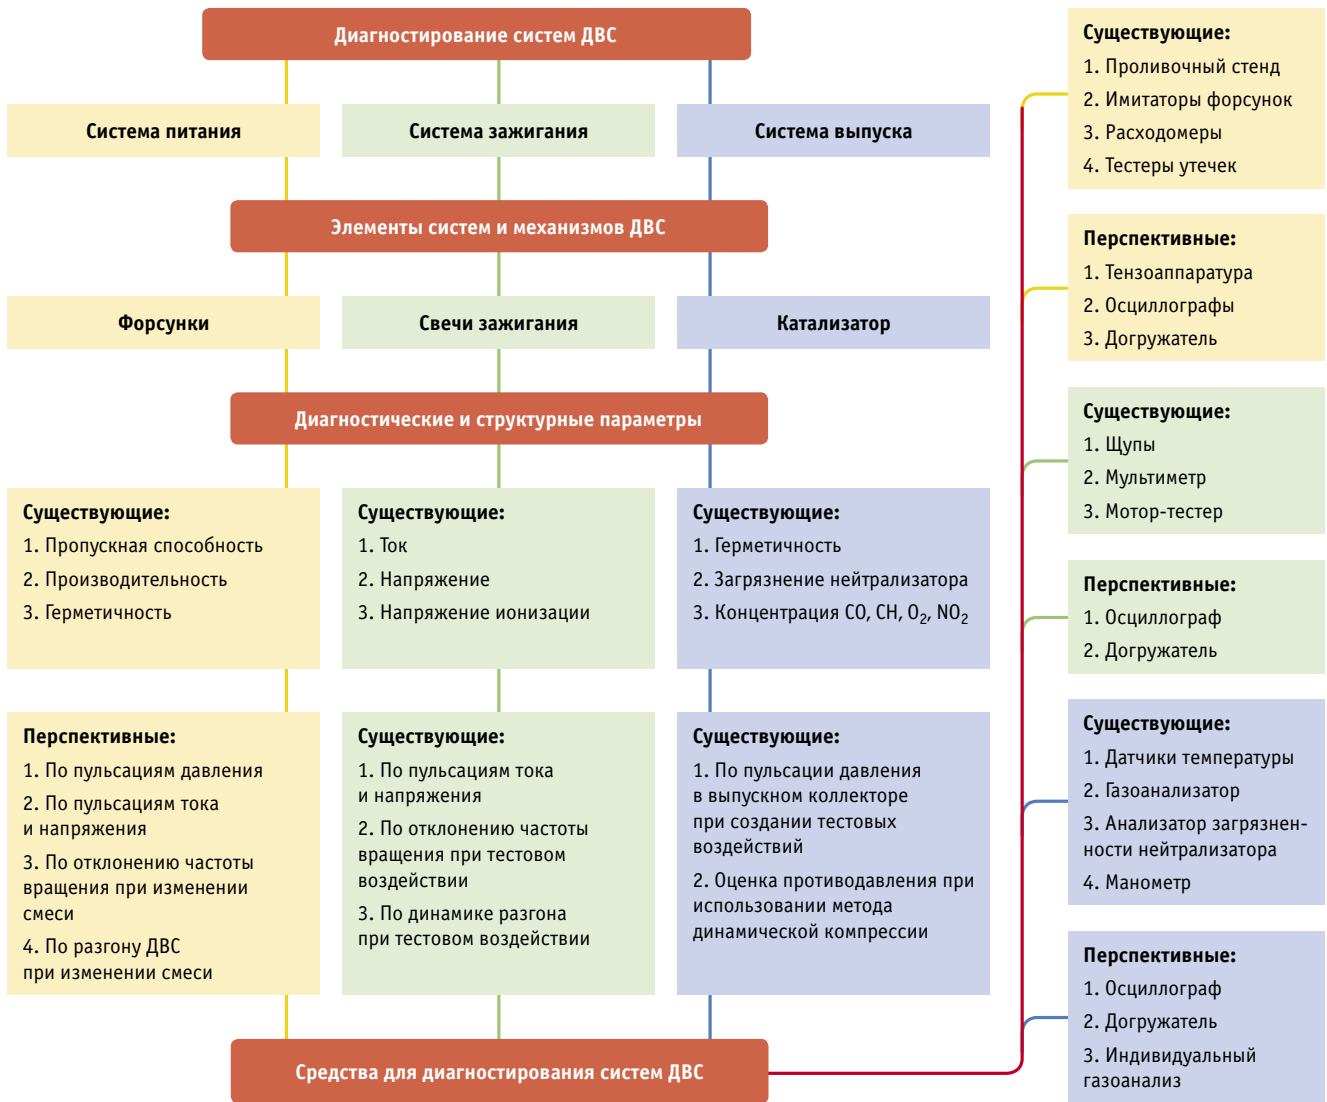 Диагностирование систем ДВС
Система питания
Система зажигания
Система выпуска
Элементы систем и механизмов ДВС
Форсунки
Свечи зажигания
Катализатор
Диагностические и структурные параметры
Существующие:
1. Пропускная способность
2. Производительность
3. Герметичность
Существующие:
1. Ток
2. Напряжение
3. Напряжение ионизации
Существующие:
1. Герметичность
2. Загрязнение нейтрализатора
3. Концентрация CO, CH, O₂, NO₂
Перспективные:
1. По пульсациям давления
2. По пульсациям тока
и напряжения
3. По отклонению частоты
вращения при изменении
смеси
4. По разгону ДВС
при изменении смеси
Существующие:
1. По пульсациям тока
и напряжения
2. По отклонению частоты
вращения при тестовом
воздействии
3. По динамике разгона
при тестовом воздействии
Существующие:
1. По пульсации давления
в выпускном коллекторе
при создании тестовых
воздействий
2. Оценка противодавления при
использовании метода
динамической компрессии
Средства для диагностирования систем ДВС
Существующие:
1. Проливочный стенд
2. Имитаторы форсунок
3. Расходомеры
4. Тестеры утечек
Перспективные:
1. Тензоаппаратура
2. Осциллографы
3. Догружатель
Существующие:
1. Щупы
2. Мультиметр
3. Мотор-тестер
Перспективные:
1. Осциллограф
2. Догружатель
Существующие:
1. Датчики температуры
2. Газоанализатор
3. Анализатор загрязнен-
ности нейтрализатора
4. Манометр
Перспективные:
1. Осциллограф
2. Догружатель
3. Индивидуальный
газоанализ